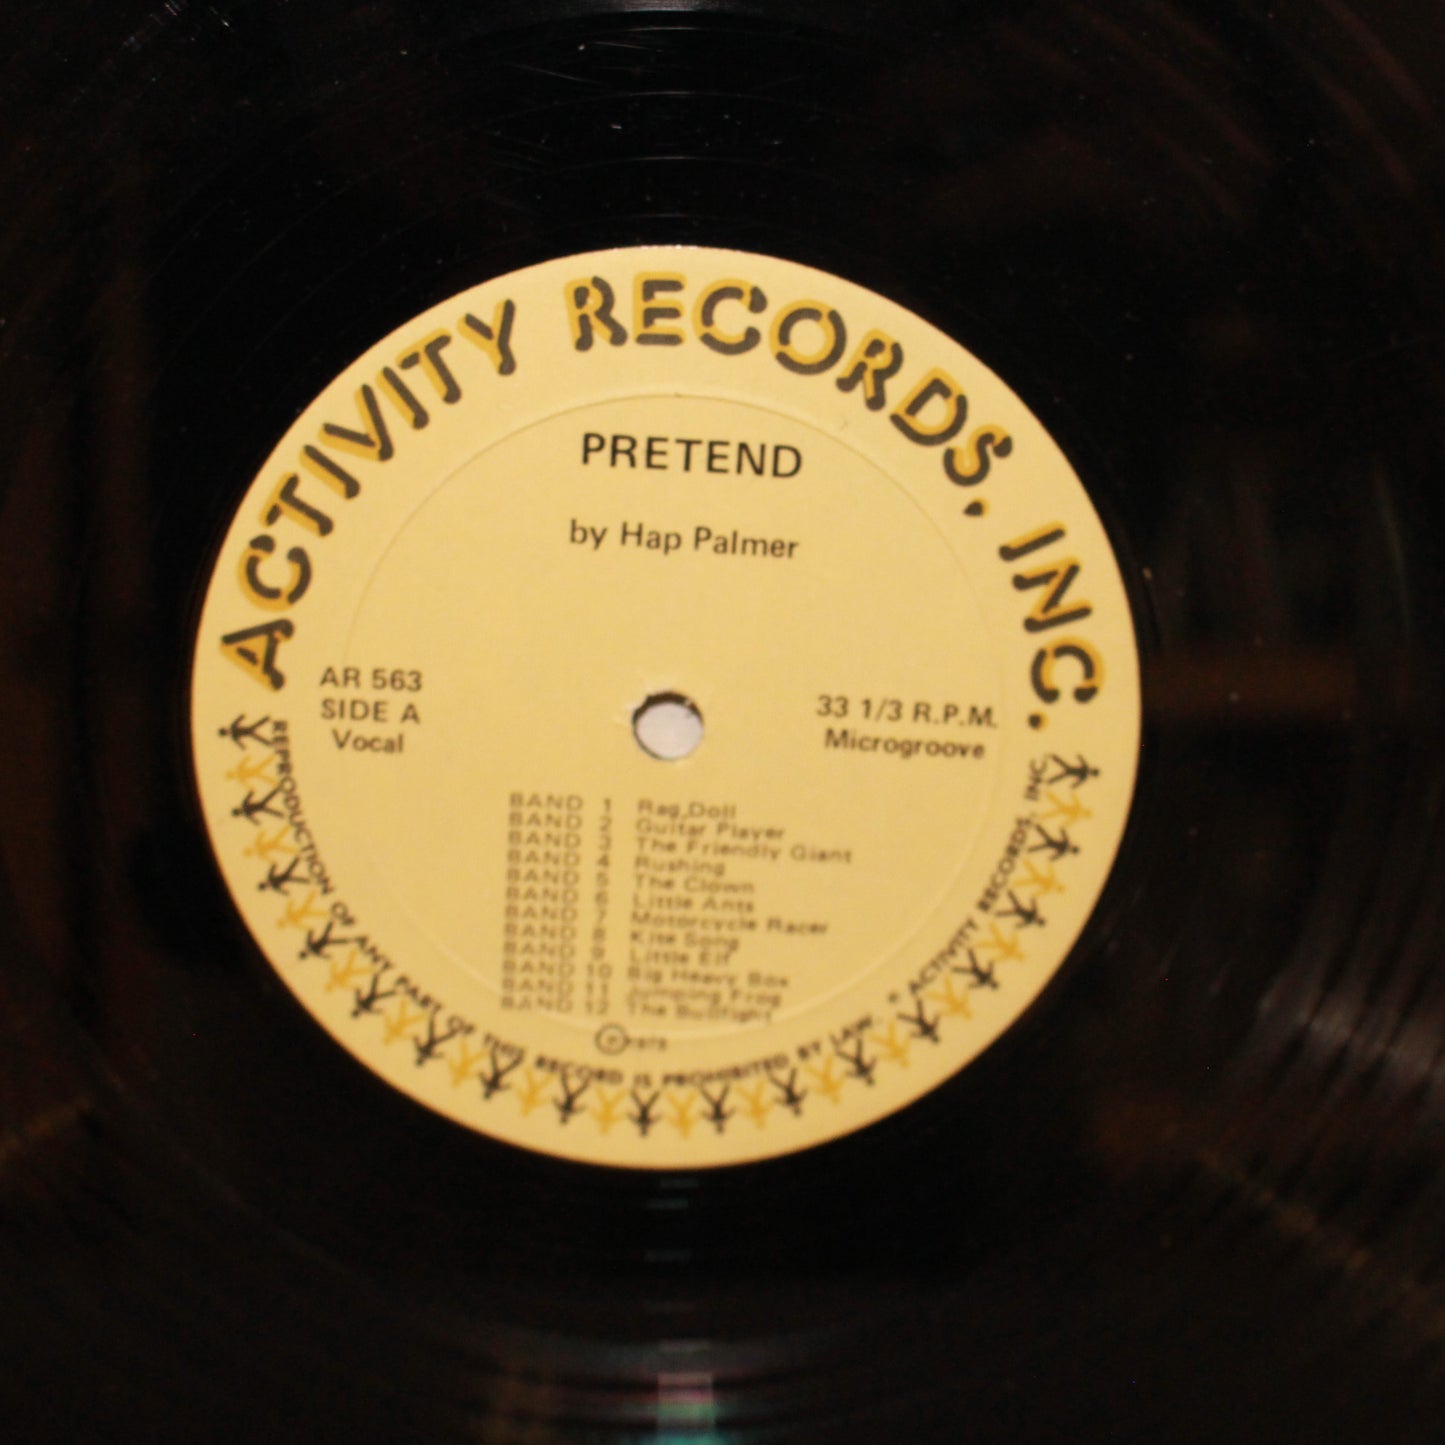 ACTIVITY RECORDS, INC.
PRETEND
by Hap Palmer
AR 563
SIDE A
Vocal
33 1/3 R.P.M.
Microgroove
BAND 1 Rag Doll
BAND 2 Guitar Player
BAND 3 The Friendly Giant
BAND 4 Rushing
BAND 5 The Clown
BAND 6 Little Ants
BAND 7 Motorcycle Racer
BAND 8 Kite Song
BAND 9 Little Elf
BAND 10 Big Heavy Box
BAND 11 Jumping Frog
BAND 12 The Bullfight
REPRODUCTION OF ANY PART OF THIS RECORD IS PROHIBITED BY LAW. © ACTIVITY RECORDS, INC.